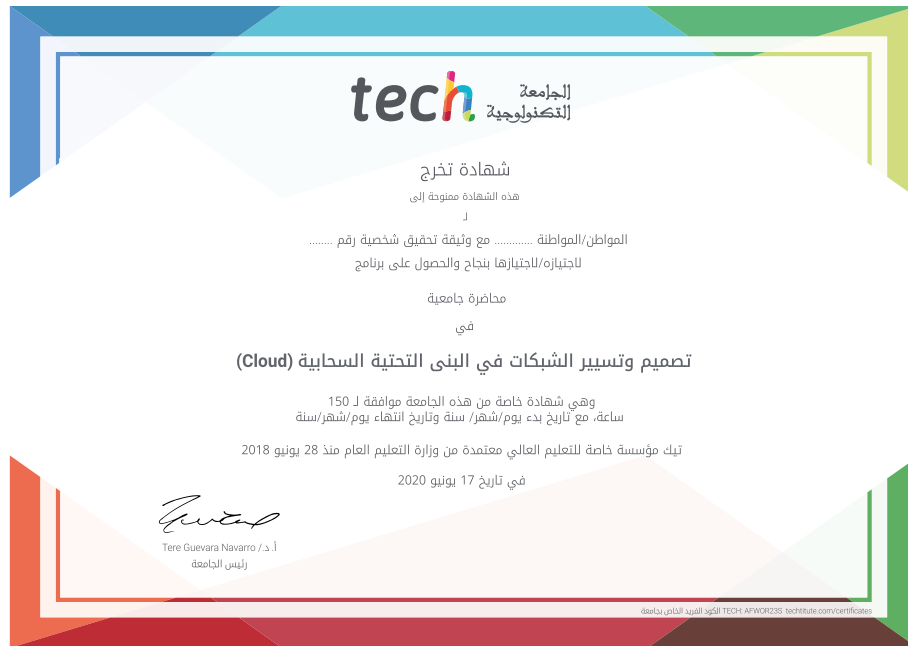 tech الجامعة
التكنولوجية
شهادة تخرج
هذه الشهادة ممنوحة إلى
لـ
المواطن/المواطنة ............. مع وثيقة تحقيق شخصية رقم ........
لاجتيازه/لاجتيازها بنجاح والحصول على برنامج
محاضرة جامعية
في
تصميم وتسيير الشبكات في البنى التحتية السحابية (Cloud)
وهي شهادة خاصة من هذه الجامعة موافقة لـ 150
ساعة، مع تاريخ بدء يوم/شهر/ سنة وتاريخ انتهاء يوم/شهر/سنة
تيك مؤسسة خاصة للتعليم العالي معتمدة من وزارة التعليم العام منذ 28 يونيو 2018
في تاريخ 17 يونيو 2020
أ. د./ Tere Guevara Navarro
رئيس الجامعة
الكود الفريد الخاص بجامعة TECH: AFWOR23S techtitute.com/certificates